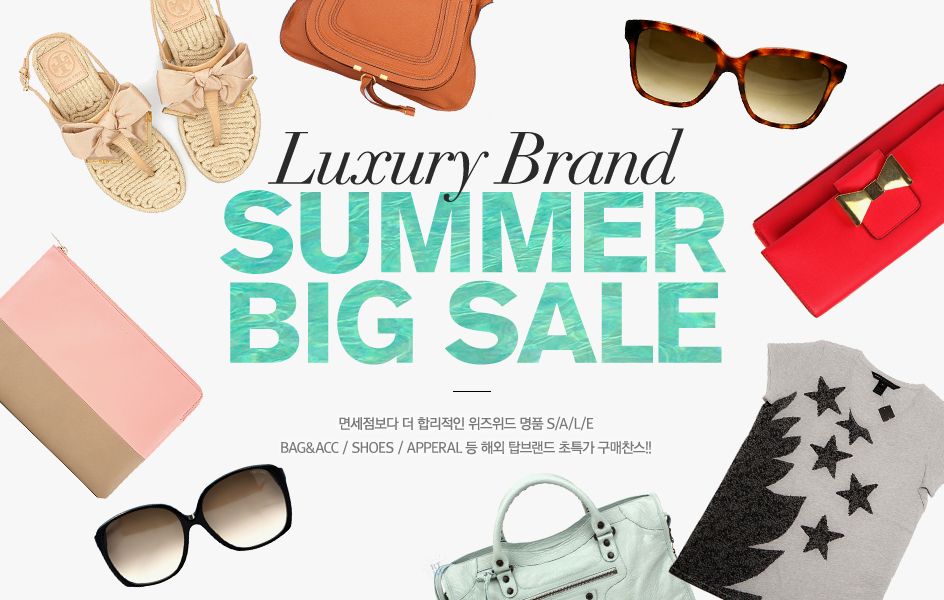 Luxury Brand
SUMMER
BIG SALE
면세점보다 더 합리적인 위즈위드 명품 S/A/L/E
BAG&ACC / SHOES / APPERAL 등 해외 탑브랜드 초특가 구매찬스!!